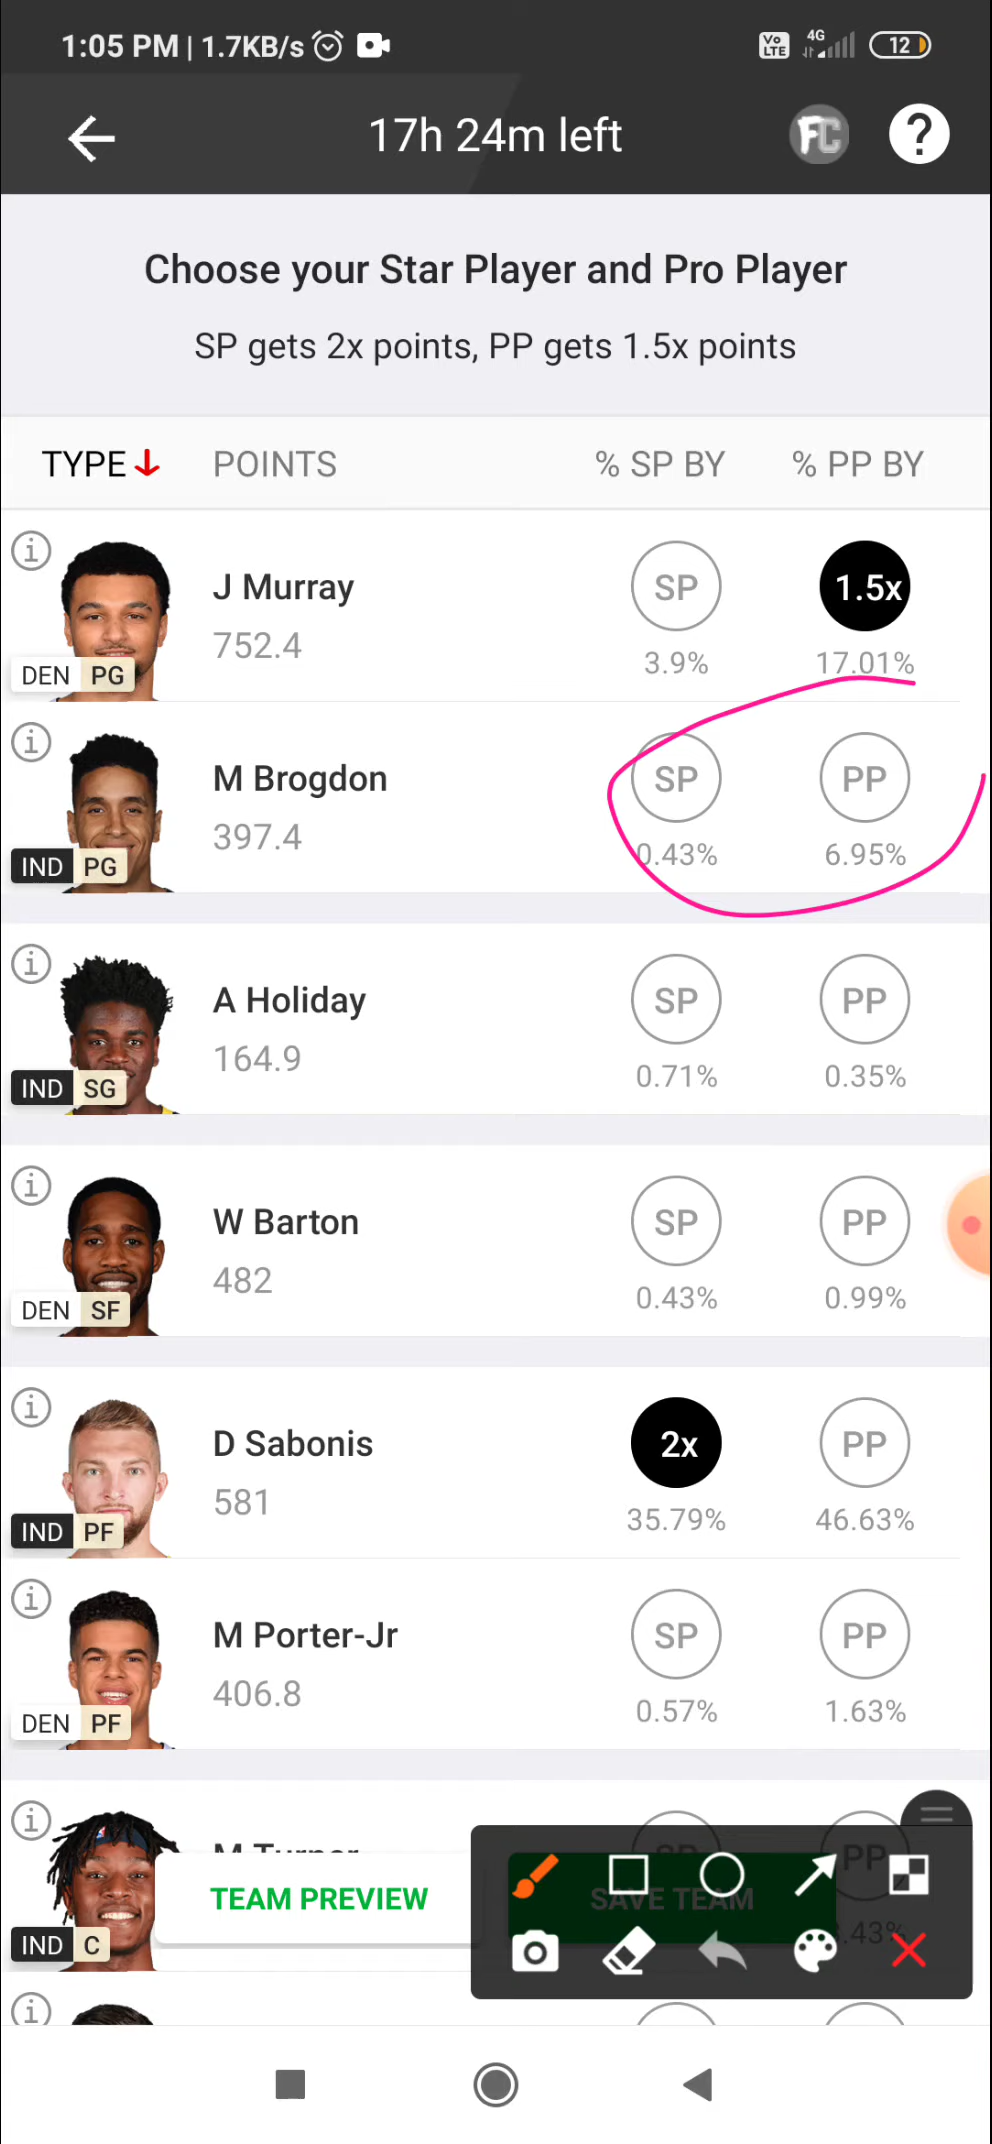 1:05 PM | 1.7KB/s
Vo LTE 4G 12
17h 24m left
FC ?
Choose your Star Player and Pro Player
SP gets 2x points, PP gets 1.5x points
TYPE POINTS % SP BY % PP BY
J Murray SP 1.5x
752.4 3.9% 17.01%
DEN PG
M Brogdon SP PP
397.4 0.43% 6.95%
IND PG
A Holiday SP PP
164.9 0.71% 0.35%
IND SG
W Barton SP PP
482 0.43% 0.99%
DEN SF
D Sabonis 2x PP
581 35.79% 46.63%
IND PF
M Porter-Jr SP PP
406.8 0.57% 1.63%
DEN PF
M Turner SP PP
TEAM PREVIEW SAVE TEAM
.43%
IND C